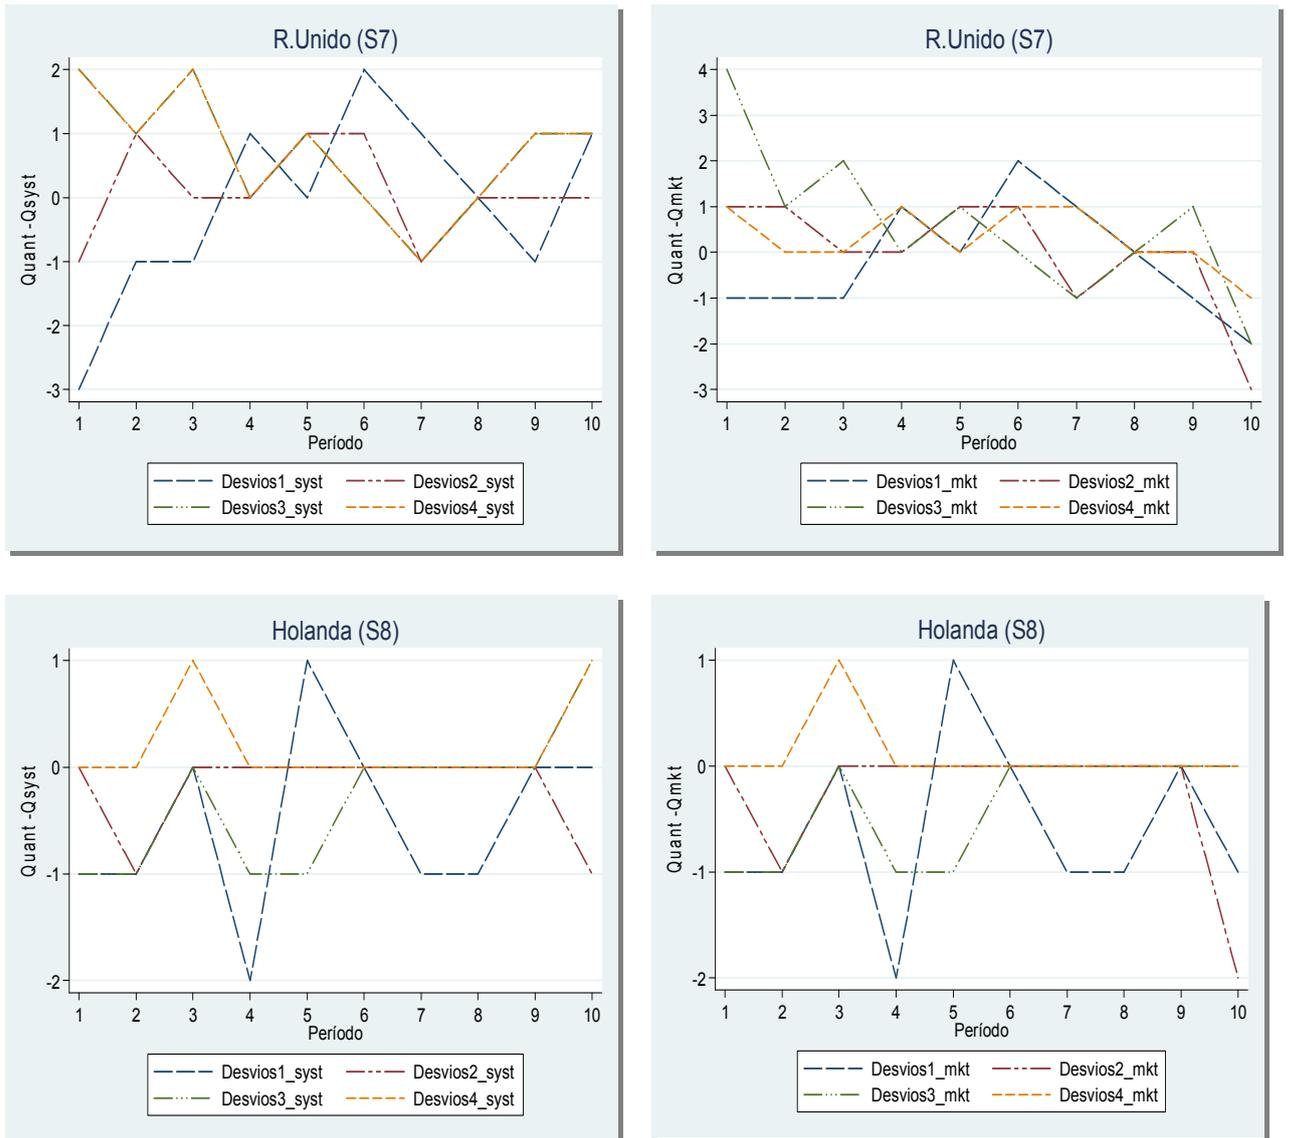 R.Unido (S7)
Quant -Qsyst
2
1
0
-1
-2
-3
1 2 3 4 5 6 7 8 9 10
Período
Desvios1_syst Desvios2_syst
Desvios3_syst Desvios4_syst
R.Unido (S7)
Quant -Qmkt
4
3
2
1
0
-1
-2
-3
1 2 3 4 5 6 7 8 9 10
Período
Desvios1_mkt Desvios2_mkt
Desvios3_mkt Desvios4_mkt
Holanda (S8)
Quant -Qsyst
1
0
-1
-2
1 2 3 4 5 6 7 8 9 10
Período
Desvios1_syst Desvios2_syst
Desvios3_syst Desvios4_syst
Holanda (S8)
Quant -Qmkt
1
0
-1
-2
1 2 3 4 5 6 7 8 9 10
Período
Desvios1_mkt Desvios2_mkt
Desvios3_mkt Desvios4_mkt